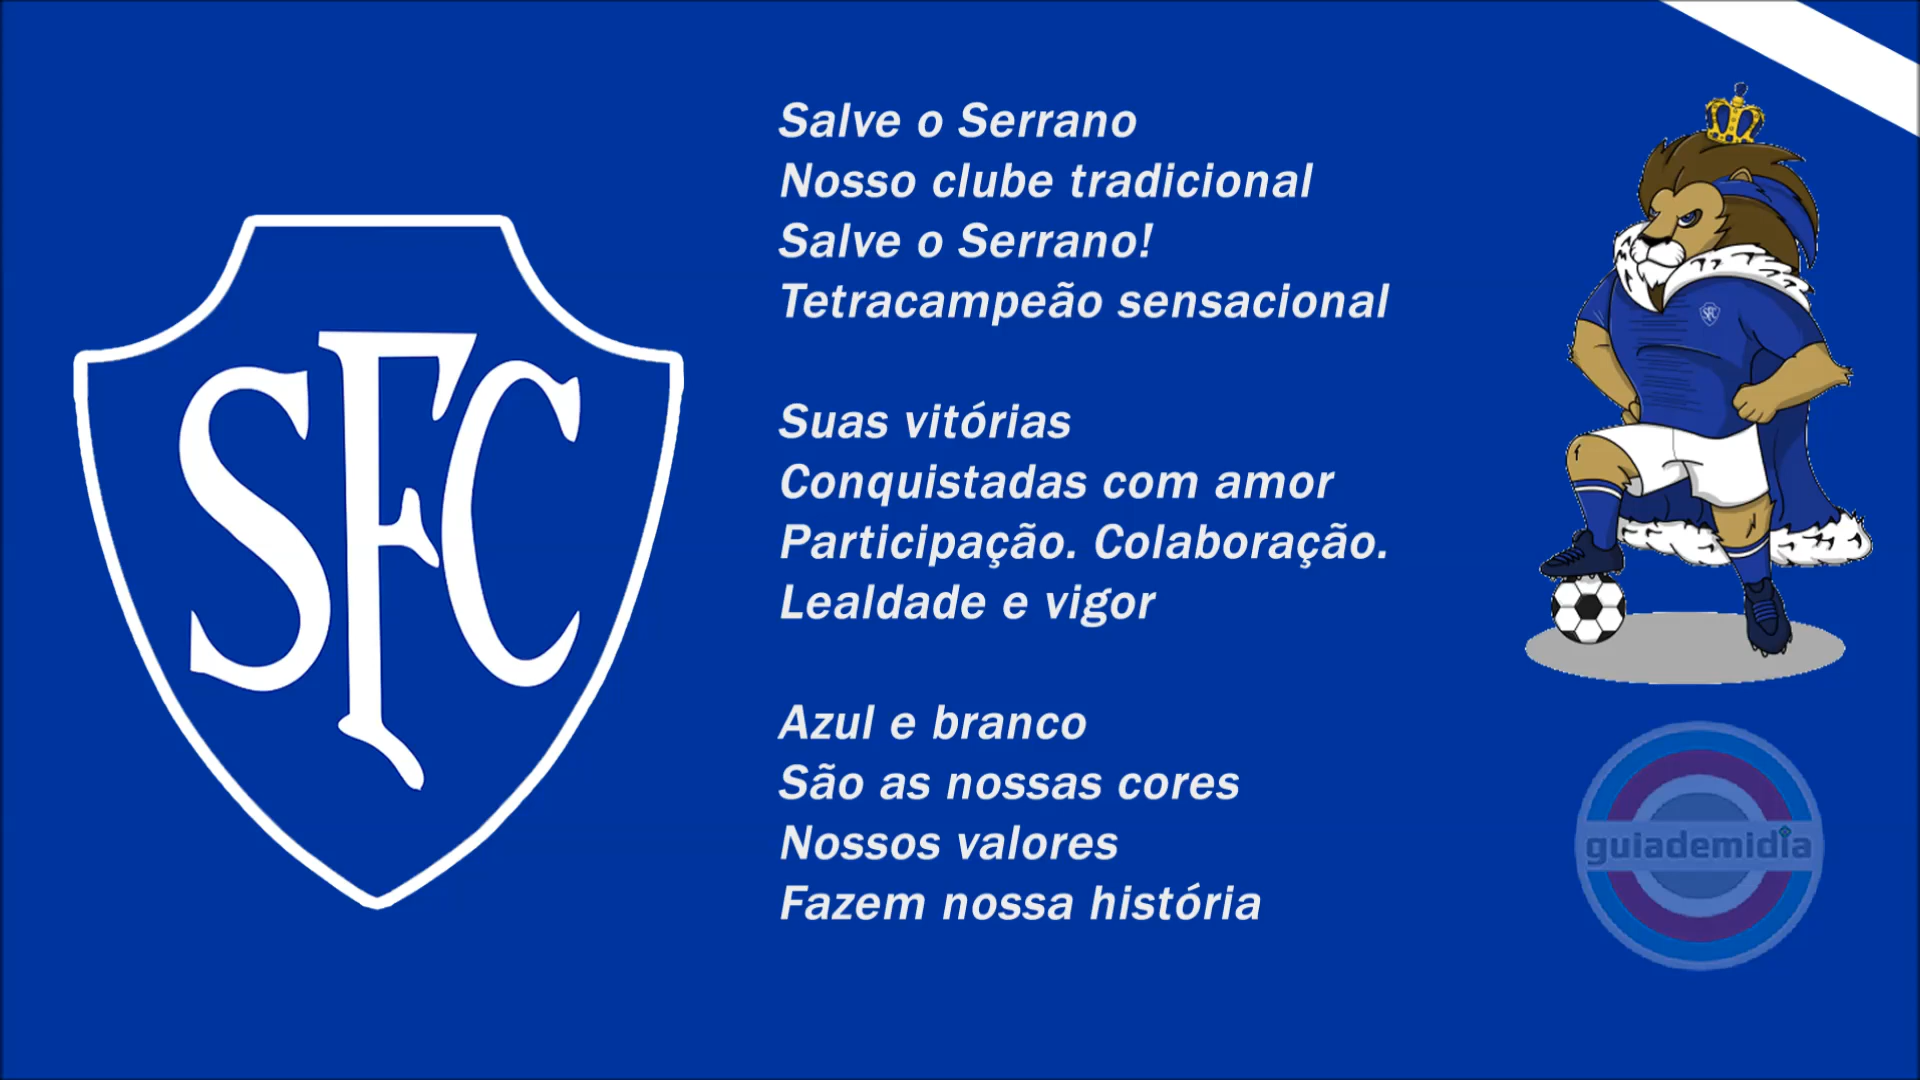 SFC
Salve o Serrano
Nosso clube tradicional
Salve o Serrano!
Tetracampeão sensacional
Suas vitórias
Conquistadas com amor
Participação. Colaboração.
Lealdade e vigor
Azul e branco
São as nossas cores
Nossos valores
Fazem nossa história
SFC
guiademidia